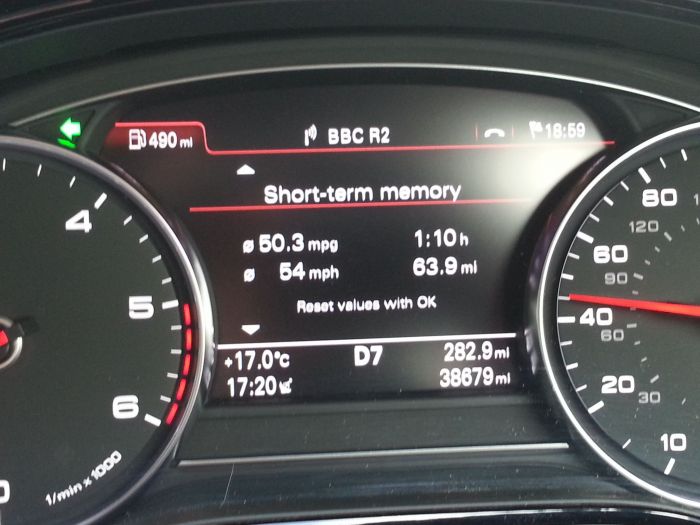 490 mi BBC R2 18:59
Short-term memory
ø 50.3 mpg 1:10 h
ø 54 mph 63.9 mi
Reset values with OK
+17.0°C D7 282.9 mi
17:20 38679 mi
4
5
6
1/min x 1000
80
120
60
90
40
60
20
30
10